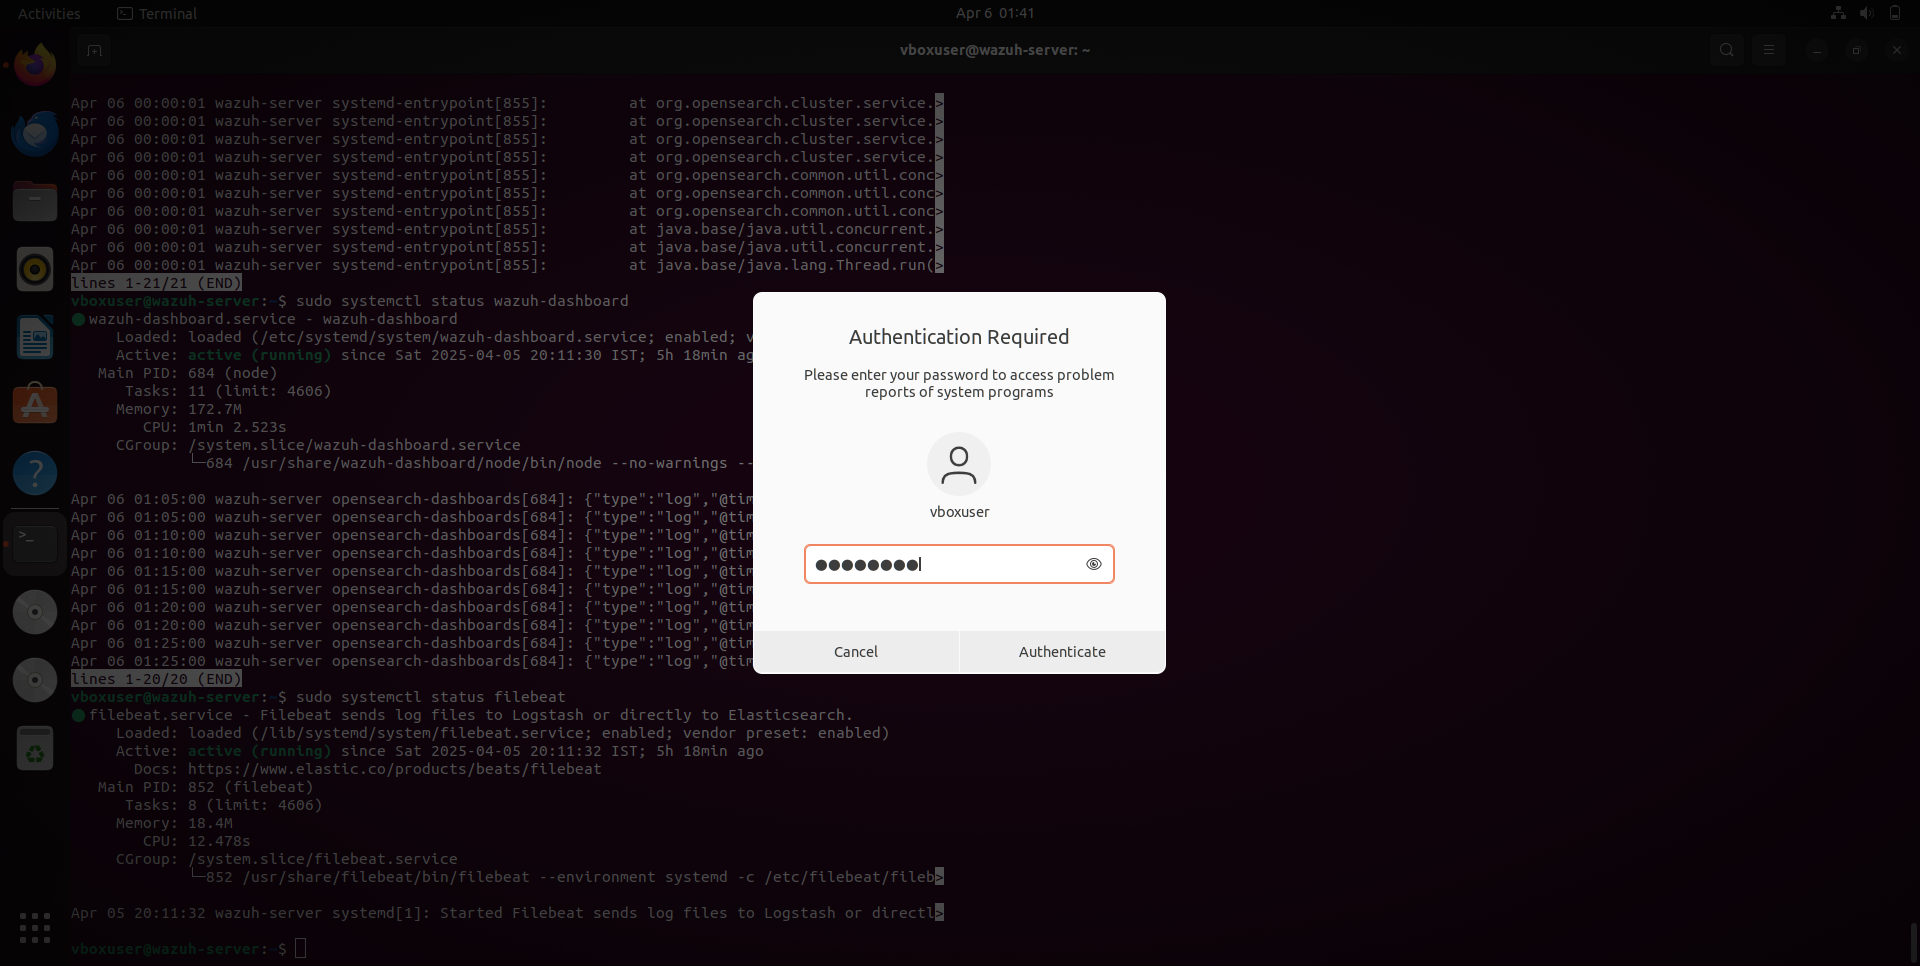 Activities
Terminal
Apr 6 01:41
vboxuser@wazuh-server: ~
Apr 06 00:00:01 wazuh-server systemd-entrypoint[855]:         at org.opensearch.cluster.service.>
Apr 06 00:00:01 wazuh-server systemd-entrypoint[855]:         at org.opensearch.cluster.service.>
Apr 06 00:00:01 wazuh-server systemd-entrypoint[855]:         at org.opensearch.cluster.service.>
Apr 06 00:00:01 wazuh-server systemd-entrypoint[855]:         at org.opensearch.cluster.service.>
Apr 06 00:00:01 wazuh-server systemd-entrypoint[855]:         at org.opensearch.common.util.conc>
Apr 06 00:00:01 wazuh-server systemd-entrypoint[855]:         at org.opensearch.common.util.conc>
Apr 06 00:00:01 wazuh-server systemd-entrypoint[855]:         at org.opensearch.common.util.conc>
Apr 06 00:00:01 wazuh-server systemd-entrypoint[855]:         at java.base/java.util.concurrent.>
Apr 06 00:00:01 wazuh-server systemd-entrypoint[855]:         at java.base/java.util.concurrent.>
Apr 06 00:00:01 wazuh-server systemd-entrypoint[855]:         at java.base/java.lang.Thread.run(>
lines 1-21/21 (END)
vboxuser@wazuh-server:~$ sudo systemctl status wazuh-dashboard
● wazuh-dashboard.service - wazuh-dashboard
     Loaded: loaded (/etc/systemd/system/wazuh-dashboard.service; enabled; v
     Active: active (running) since Sat 2025-04-05 20:11:30 IST; 5h 18min ago
   Main PID: 684 (node)
      Tasks: 11 (limit: 4606)
     Memory: 172.7M
        CPU: 1min 2.523s
     CGroup: /system.slice/wazuh-dashboard.service
             └─684 /usr/share/wazuh-dashboard/node/bin/node --no-warnings --
Apr 06 01:05:00 wazuh-server opensearch-dashboards[684]: {"type":"log","@tim
Apr 06 01:05:00 wazuh-server opensearch-dashboards[684]: {"type":"log","@tim
Apr 06 01:10:00 wazuh-server opensearch-dashboards[684]: {"type":"log","@tim
Apr 06 01:10:00 wazuh-server opensearch-dashboards[684]: {"type":"log","@tim
Apr 06 01:15:00 wazuh-server opensearch-dashboards[684]: {"type":"log","@tim
Apr 06 01:15:00 wazuh-server opensearch-dashboards[684]: {"type":"log","@tim
Apr 06 01:20:00 wazuh-server opensearch-dashboards[684]: {"type":"log","@tim
Apr 06 01:20:00 wazuh-server opensearch-dashboards[684]: {"type":"log","@tim
Apr 06 01:25:00 wazuh-server opensearch-dashboards[684]: {"type":"log","@tim
Apr 06 01:25:00 wazuh-server opensearch-dashboards[684]: {"type":"log","@tim
lines 1-20/20 (END)
vboxuser@wazuh-server:~$ sudo systemctl status filebeat
● filebeat.service - Filebeat sends log files to Logstash or directly to Elasticsearch.
     Loaded: loaded (/lib/systemd/system/filebeat.service; enabled; vendor preset: enabled)
     Active: active (running) since Sat 2025-04-05 20:11:32 IST; 5h 18min ago
       Docs: https://www.elastic.co/products/beats/filebeat
   Main PID: 852 (filebeat)
      Tasks: 8 (limit: 4606)
     Memory: 18.4M
        CPU: 12.478s
     CGroup: /system.slice/filebeat.service
             └─852 /usr/share/filebeat/bin/filebeat --environment systemd -c /etc/filebeat/fileb>
Apr 05 20:11:32 wazuh-server systemd[1]: Started Filebeat sends log files to Logstash or directl>
vboxuser@wazuh-server:~$
Authentication Required
Please enter your password to access problem
reports of system programs
vboxuser
●●●●●●●●
Cancel
Authenticate